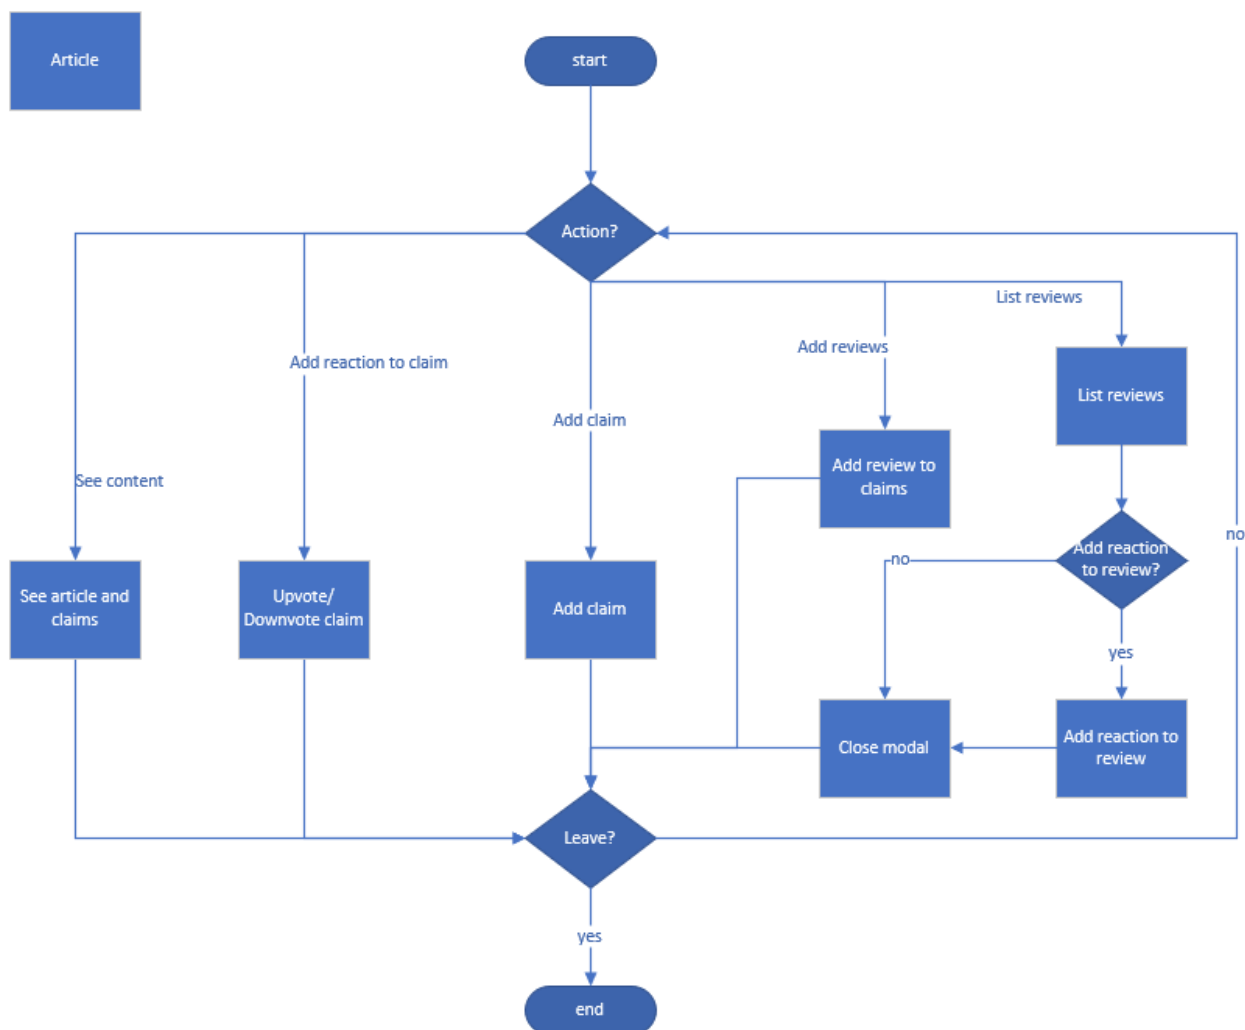 Article
start
Action?
List reviews
Add reviews
Add reaction to claim
List reviews
Add claim
Add review to
claims
See content
no
Add reaction
to review?
no
See article and
claims
Upvote/
Downvote claim
Add claim
yes
Close modal
Add reaction to
review
Leave?
yes
end